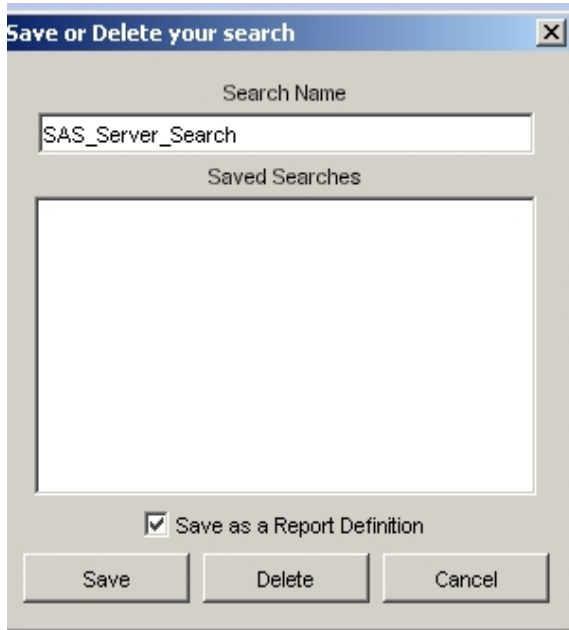 Save or Delete your search
Search Name
SAS_Server_Search
Saved Searches
Save as a Report Definition
Save Delete Cancel